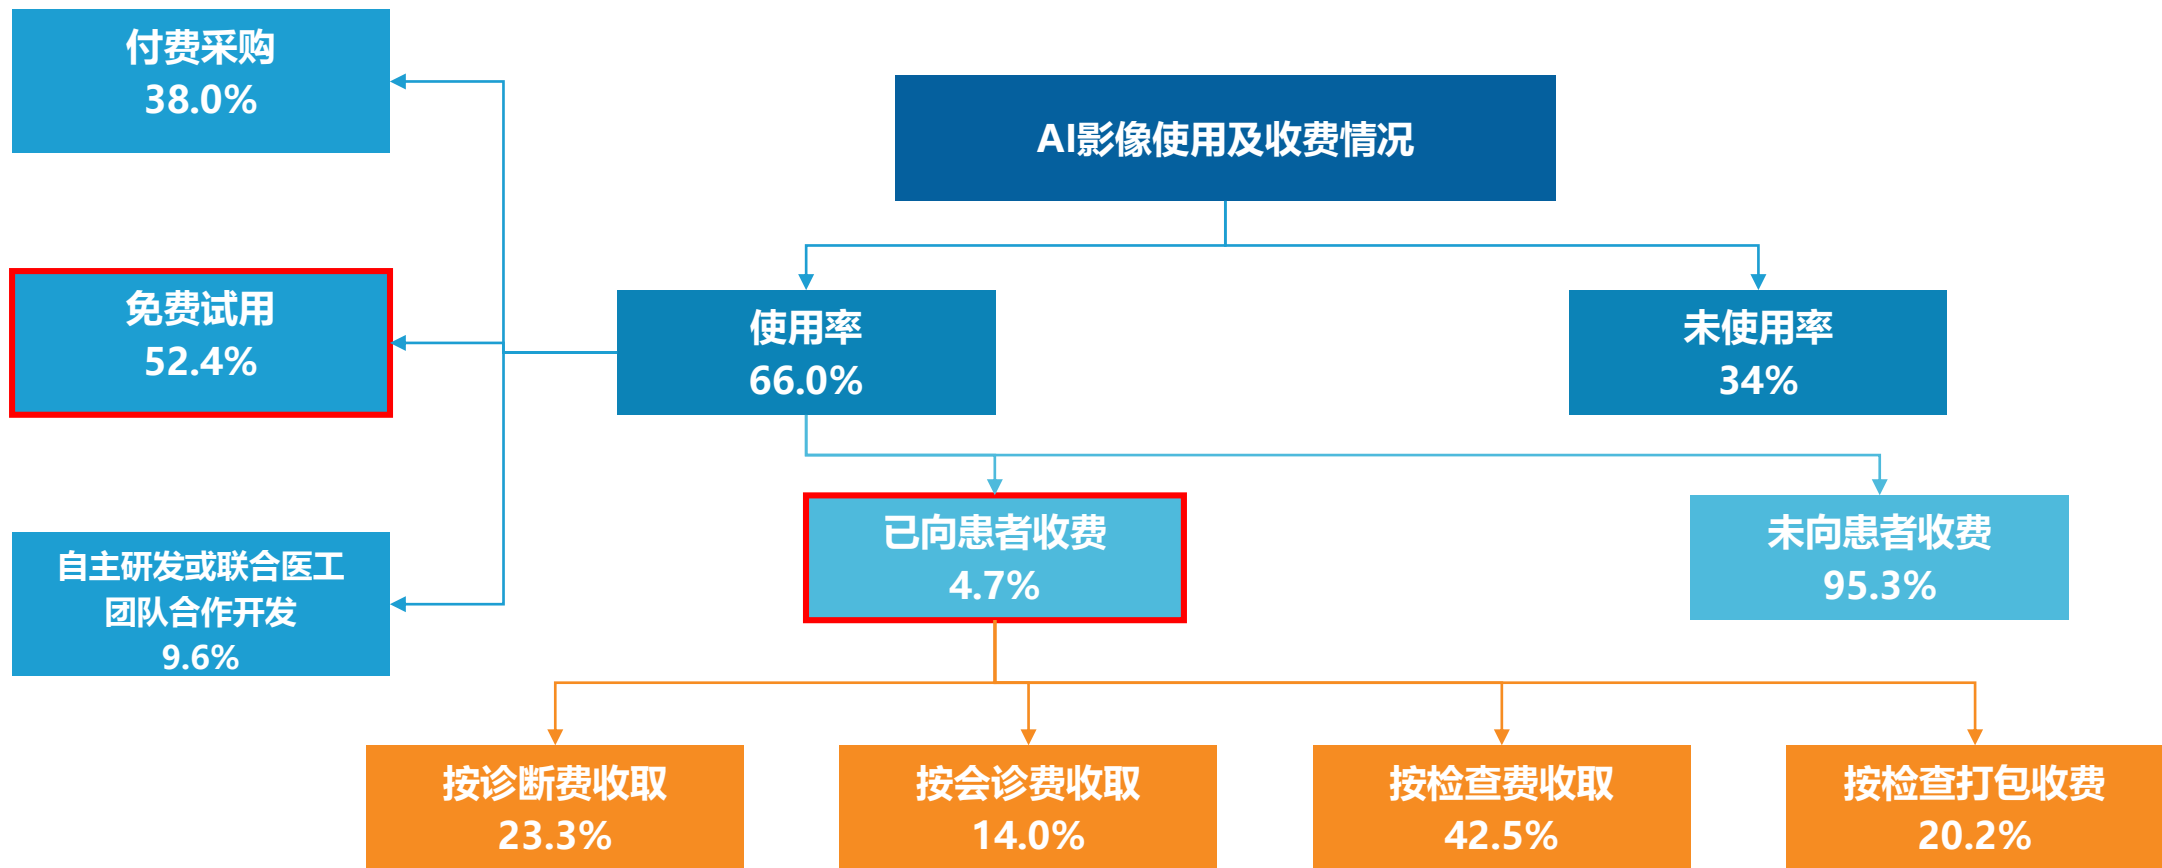 付费采购
38.0%
AI影像使用及收费情况
免费试用
52.4%
使用率
66.0%
未使用率
34%
自主研发或联合医工
团队合作开发
9.6%
已向患者收费
4.7%
未向患者收费
95.3%
按诊断费收取
23.3%
按会诊费收取
14.0%
按检查费收取
42.5%
按检查打包收费
20.2%